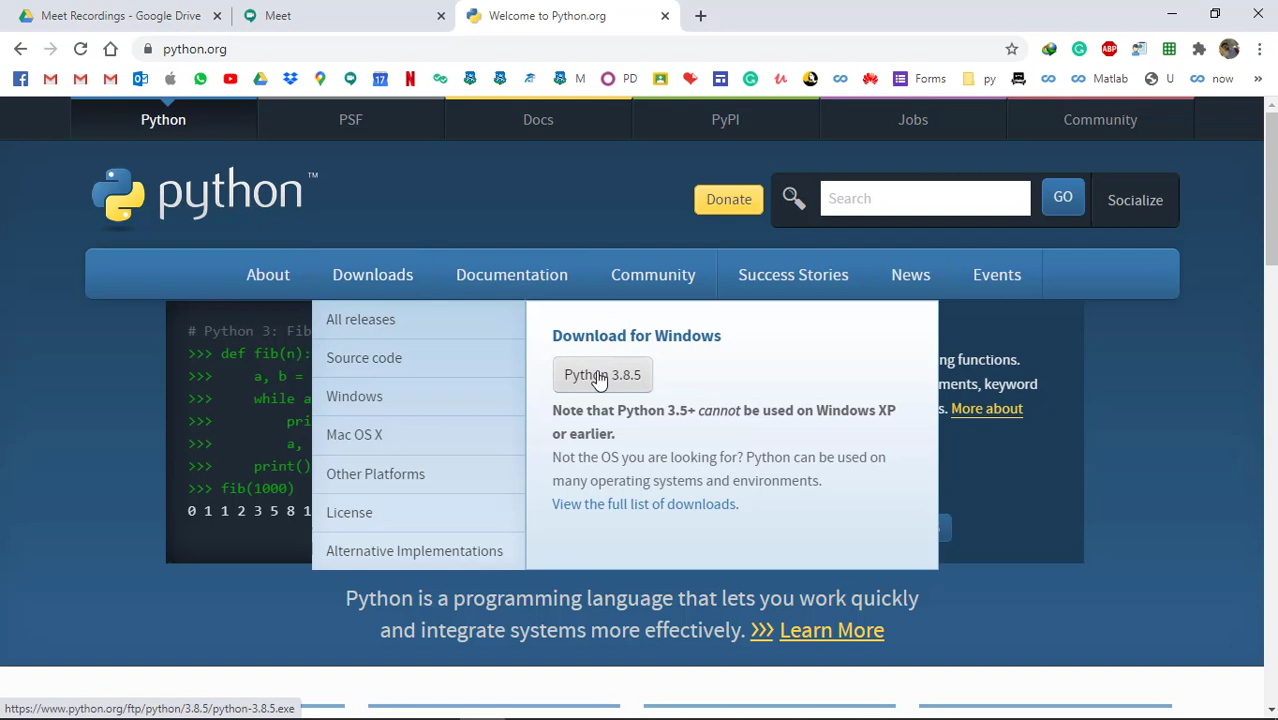 Meet Recordings - Google Drive
Meet
Welcome to Python.org
python.org
ABP
17
N
M
PD
Forms
py
Matlab
U
now
»
Python
PSF
Docs
PyPI
Jobs
Community
python™
Donate
Search
GO
Socialize
About
Downloads
Documentation
Community
Success Stories
News
Events
All releases
Source code
Windows
Mac OS X
Other Platforms
License
Alternative Implementations
Download for Windows
Python 3.8.5
Note that Python 3.5+ cannot be used on Windows XP
or earlier.
Not the OS you are looking for? Python can be used on
many operating systems and environments.
View the full list of downloads.
# Python 3: Fib
>>> def fib(n):
>>> a, b =
>>> while a
>>> pri
>>> a,
>>> print()
>>> fib(1000)
0 1 1 2 3 5 8 1
ng functions.
ments, keyword
s. More about
Python is a programming language that lets you work quickly
and integrate systems more effectively. >>> Learn More
https://www.python.org/ftp/python/3.8.5/python-3.8.5.exe